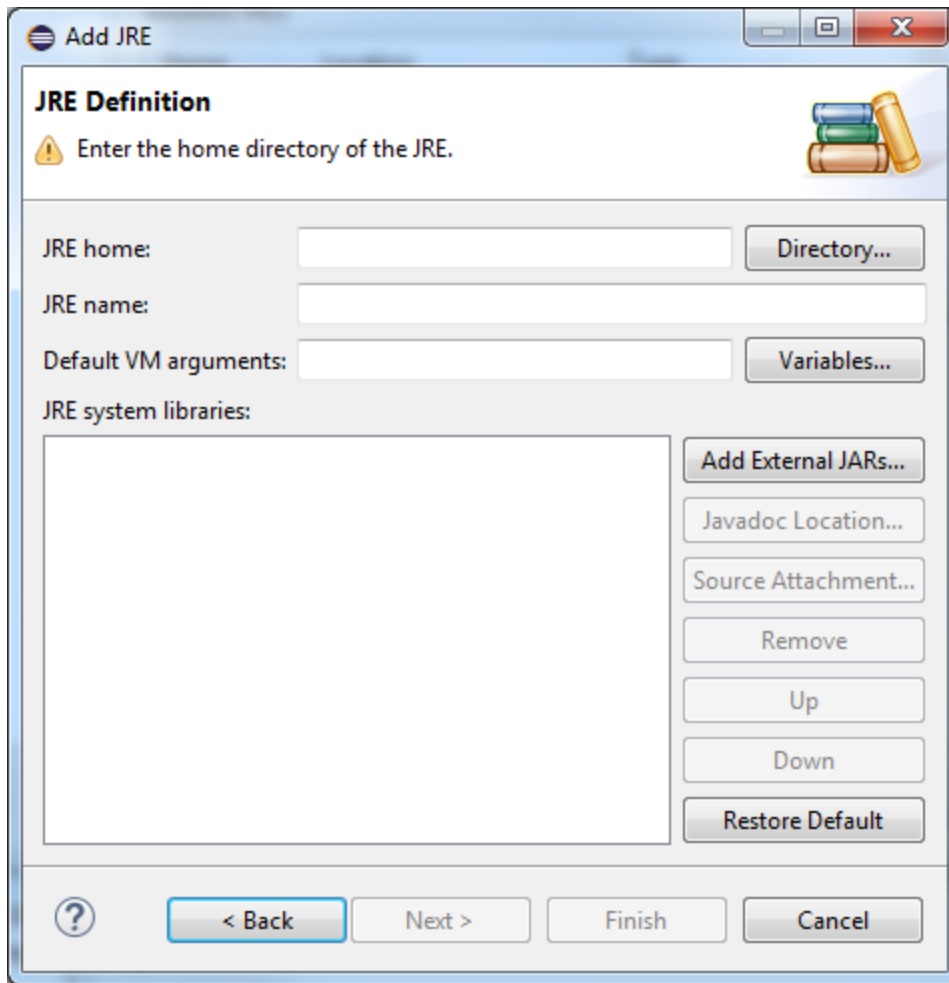 Add JRE
JRE Definition
Enter the home directory of the JRE.
JRE home:
Directory...
JRE name:
Default VM arguments:
Variables...
JRE system libraries:
Add External JARs...
Javadoc Location...
Source Attachment...
Remove
Up
Down
Restore Default
? < Back Next > Finish Cancel